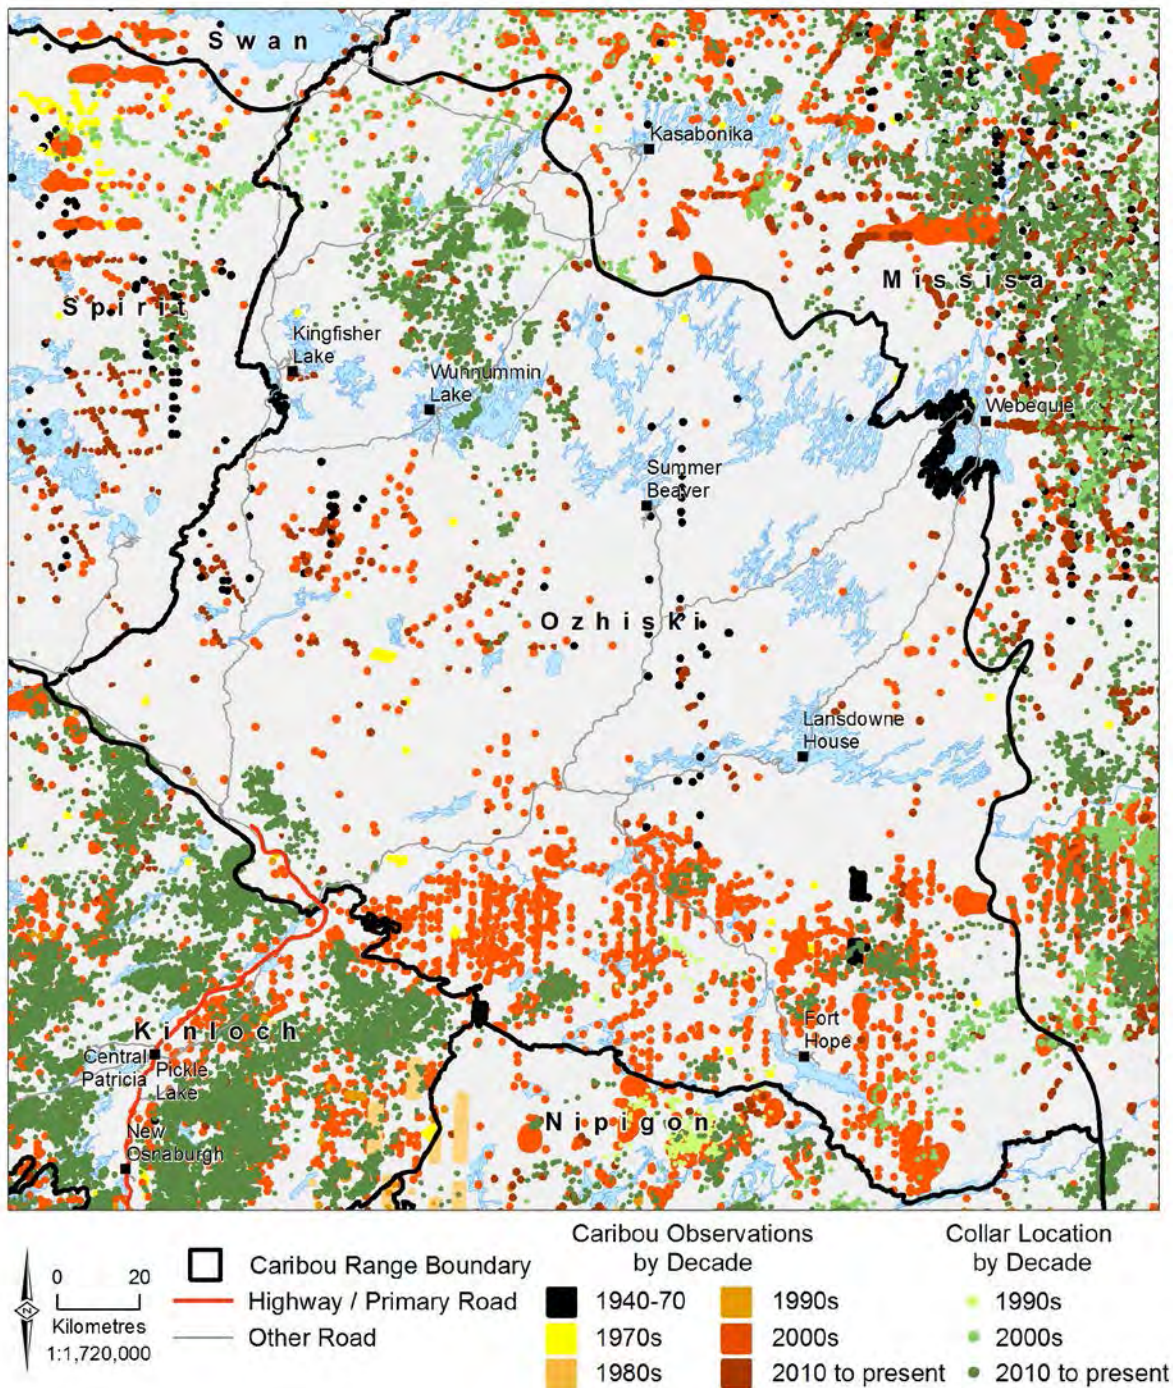 Swan
Kasabonika
Missisa
Spirit
Kingfisher
Lake
Wunnummin
Lake
Webequie
Summer
Beaver
Ozhiski
Lansdowne
House
Fort
Hope
Kinloch
Central
Patricia
Pickle
Lake
Nipigon
New
Osnaburgh
Caribou Observations
by Decade
Collar Location
by Decade
N
0 20
Kilometres
1:1,720,000
Caribou Range Boundary
Highway / Primary Road
Other Road
1940-70
1970s
1980s
1990s
2000s
2010 to present
1990s
2000s
2010 to present